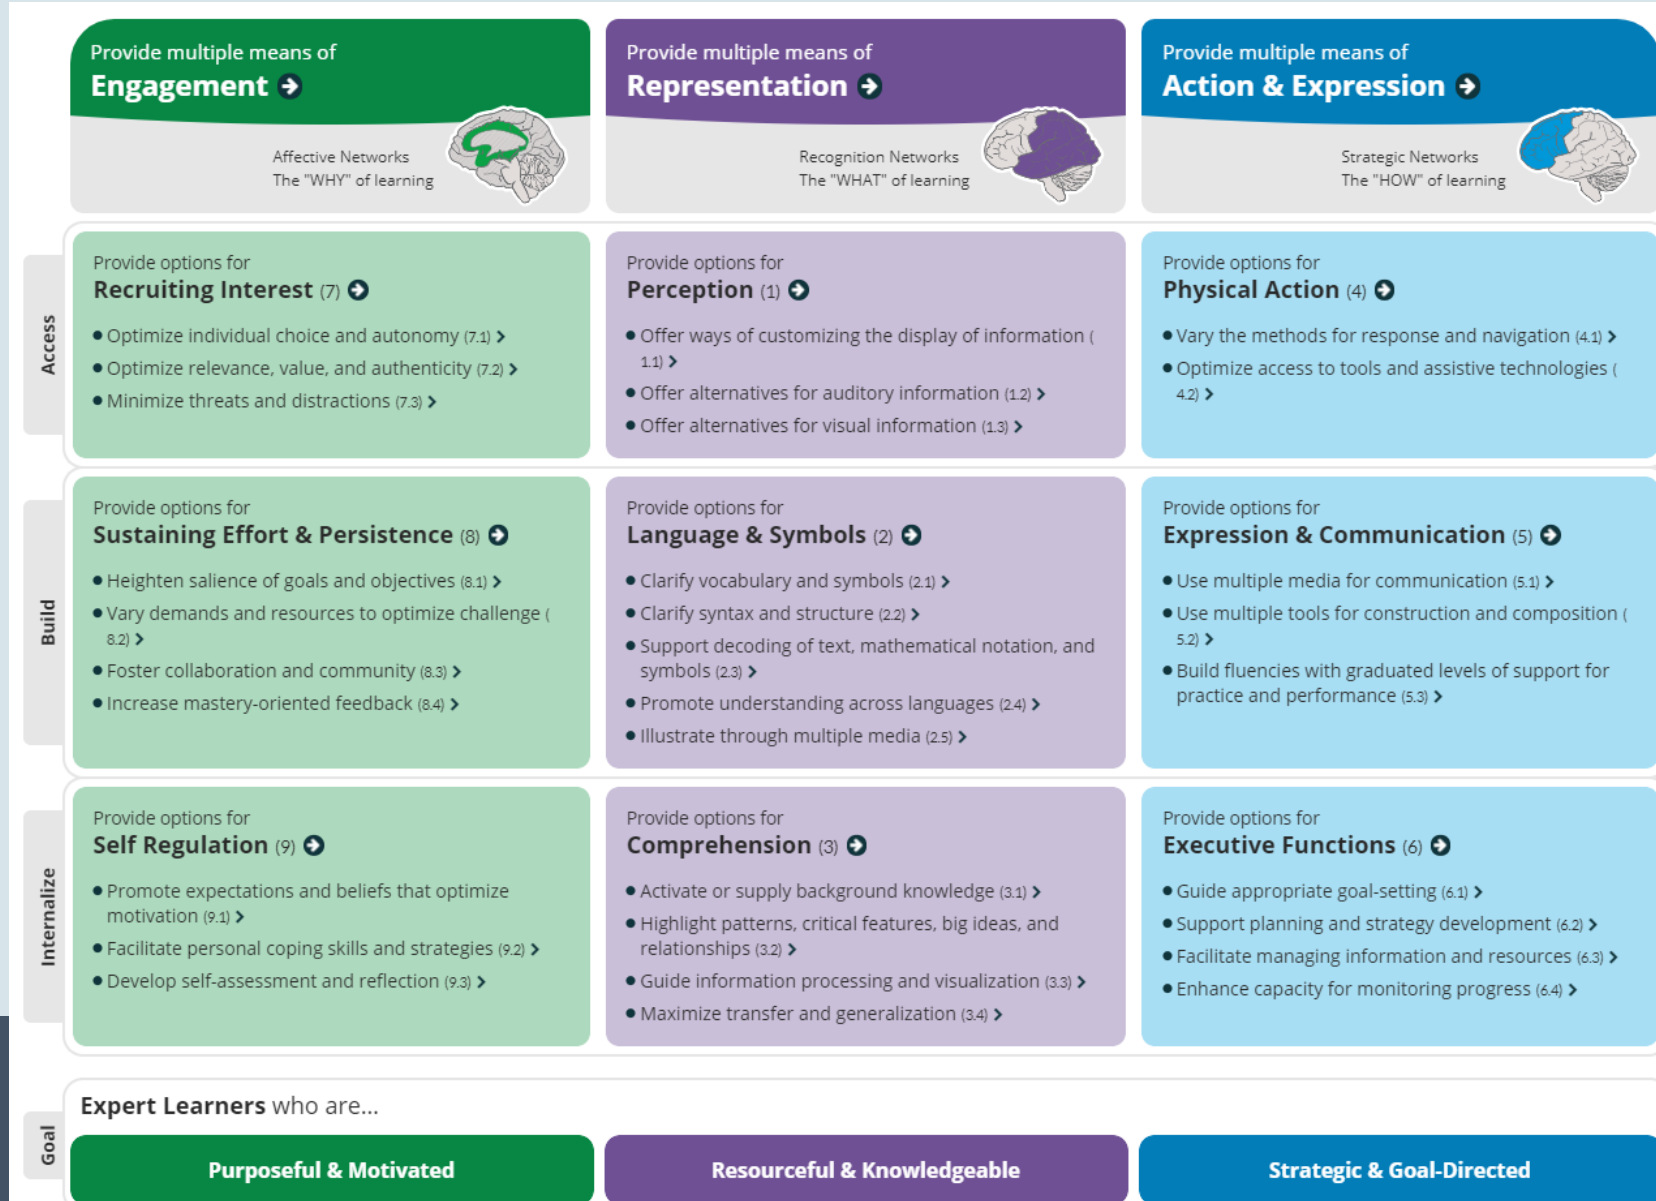 Provide multiple means of
Engagement
Affective Networks
The "WHY" of learning
Provide multiple means of
Representation
Recognition Networks
The "WHAT" of learning
Provide multiple means of
Action & Expression
Strategic Networks
The "HOW" of learning
Access
Provide options for
Recruiting Interest (7)
Optimize individual choice and autonomy (7.1)
Optimize relevance, value, and authenticity (7.2)
Minimize threats and distractions (7.3)
Provide options for
Perception (1)
Offer ways of customizing the display of information (
1.1)
Offer alternatives for auditory information (1.2)
Offer alternatives for visual information (1.3)
Provide options for
Physical Action (4)
Vary the methods for response and navigation (4.1)
Optimize access to tools and assistive technologies (
4.2)
Build
Provide options for
Sustaining Effort & Persistence (8)
Heighten salience of goals and objectives (8.1)
Vary demands and resources to optimize challenge (
8.2)
Foster collaboration and community (8.3)
Increase mastery-oriented feedback (8.4)
Provide options for
Language & Symbols (2)
Clarify vocabulary and symbols (2.1)
Clarify syntax and structure (2.2)
Support decoding of text, mathematical notation, and
symbols (2.3)
Promote understanding across languages (2.4)
Illustrate through multiple media (2.5)
Provide options for
Expression & Communication (5)
Use multiple media for communication (5.1)
Use multiple tools for construction and composition (
5.2)
Build fluencies with graduated levels of support for
practice and performance (5.3)
Internalize
Provide options for
Self Regulation (9)
Promote expectations and beliefs that optimize
motivation (9.1)
Facilitate personal coping skills and strategies (9.2)
Develop self-assessment and reflection (9.3)
Provide options for
Comprehension (3)
Activate or supply background knowledge (3.1)
Highlight patterns, critical features, big ideas, and
relationships (3.2)
Guide information processing and visualization (3.3)
Maximize transfer and generalization (3.4)
Provide options for
Executive Functions (6)
Guide appropriate goal-setting (6.1)
Support planning and strategy development (6.2)
Facilitate managing information and resources (6.3)
Enhance capacity for monitoring progress (6.4)
Goal
Expert Learners who are...
Purposeful & Motivated
Resourceful & Knowledgeable
Strategic & Goal-Directed